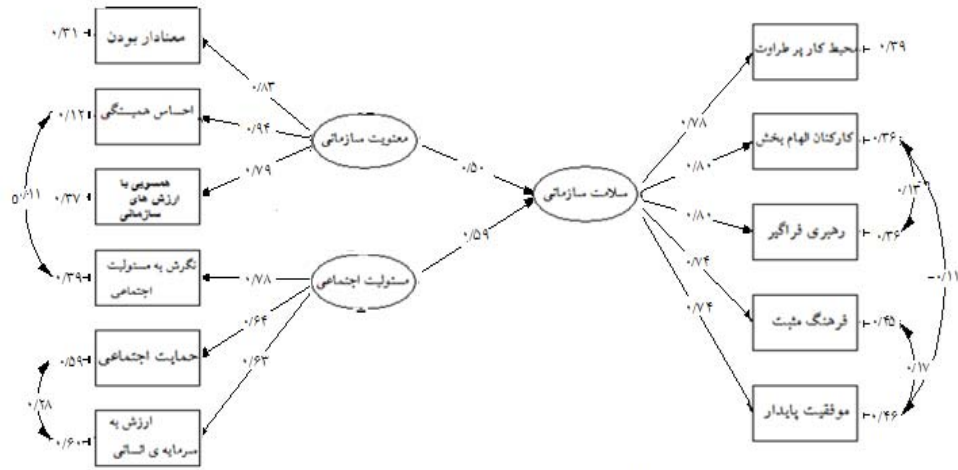 معنادار بودن
۰/۳۱
۰/۸۳
احساس همبستگی
۰/۱۲
۰/۹۴
همسویی با
ارزش های
سازمانی
۰/۳۷
۰/۷۹
معنویت سازمانی
۰/۵۰
نگرش به مسئولیت
اجتماعی
۰/۳۹
۰/۷۸
حمایت اجتماعی
۰/۵۹
۰/۶۴
ارزش به
سرمایه ی انسانی
۰/۶۰
۰/۶۳
۰/۲۸
مسئولیت اجتماعی
۰/۵۹
سلامت سازمانی
محیط کار پر طراوت
۰/۳۹
۰/۷۸
کارکنان الهام بخش
۰/۳۶
۰/۸۰
رهبری فراگیر
۰/۳۶
۰/۸۰
۰/۱۳
فرهنگ مثبت
۰/۴۵
۰/۷۴
موفقیت پایدار
۰/۴۶
۰/۷۴
۰/۱۷
-۰/۱۱